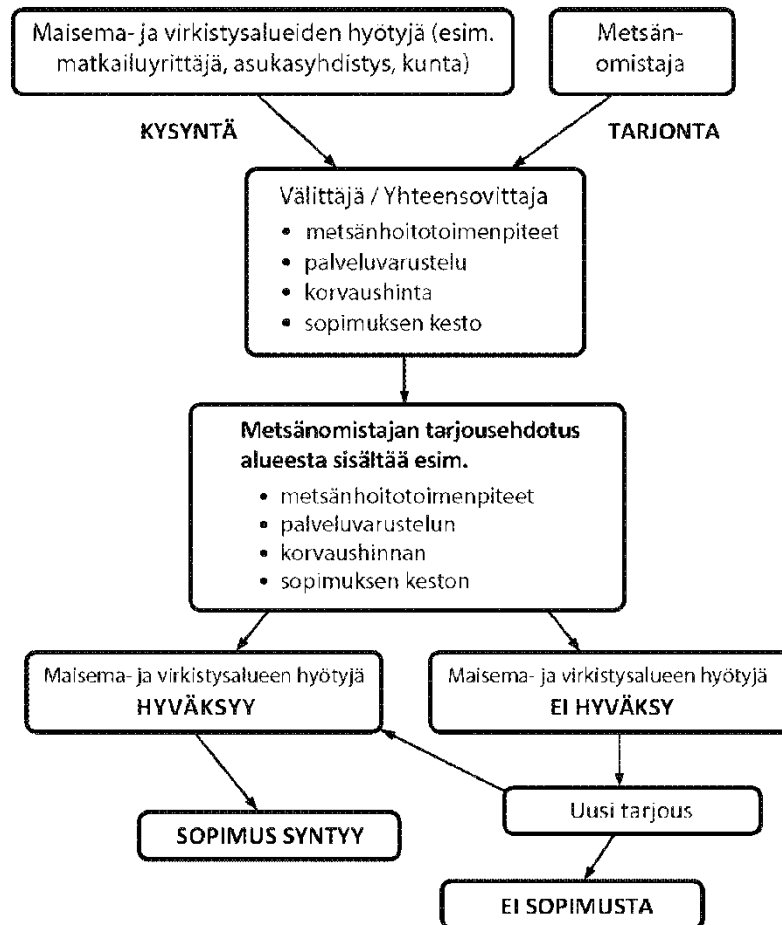 Maisema- ja virkistysalueiden hyötyjä (esim.
matkailuyrittäjä, asukasyhdistys, kunta)
Metsän-
omistaja
KYSYNTÄ
TARJONTA
Välittäjä / Yhteensovittaja
• metsänhoitotoimenpiteet
• palveluvarustelu
• korvaushinta
• sopimuksen kesto
Metsänomistajan tarjousehdotus
alueesta sisältää esim.
• metsänhoitotoimenpiteet
• palveluvarustelun
• korvaushinnan
• sopimuksen keston
Maisema- ja virkistysalueen hyötyjä
HYVÄKSYY
Maisema- ja virkistysalueen hyötyjä
EI HYVÄKSY
Uusi tarjous
SOPIMUS SYNTYY
EI SOPIMUSTA